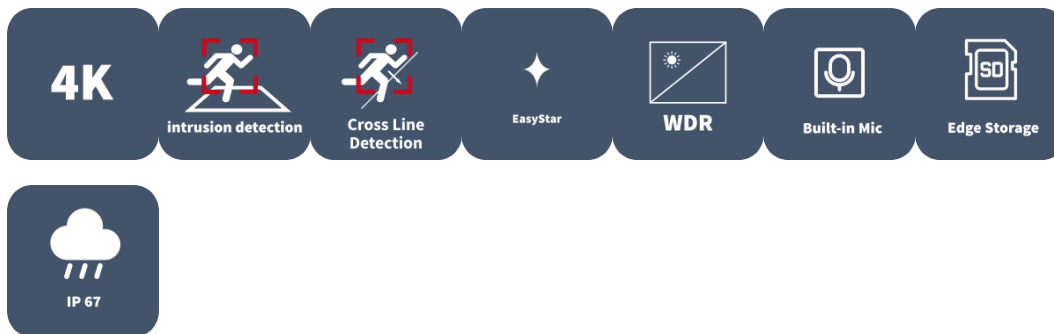 4K
intrusion detection
Cross Line
Detection
EasyStar
WDR
Built-in Mic
SD
Edge Storage
IP 67